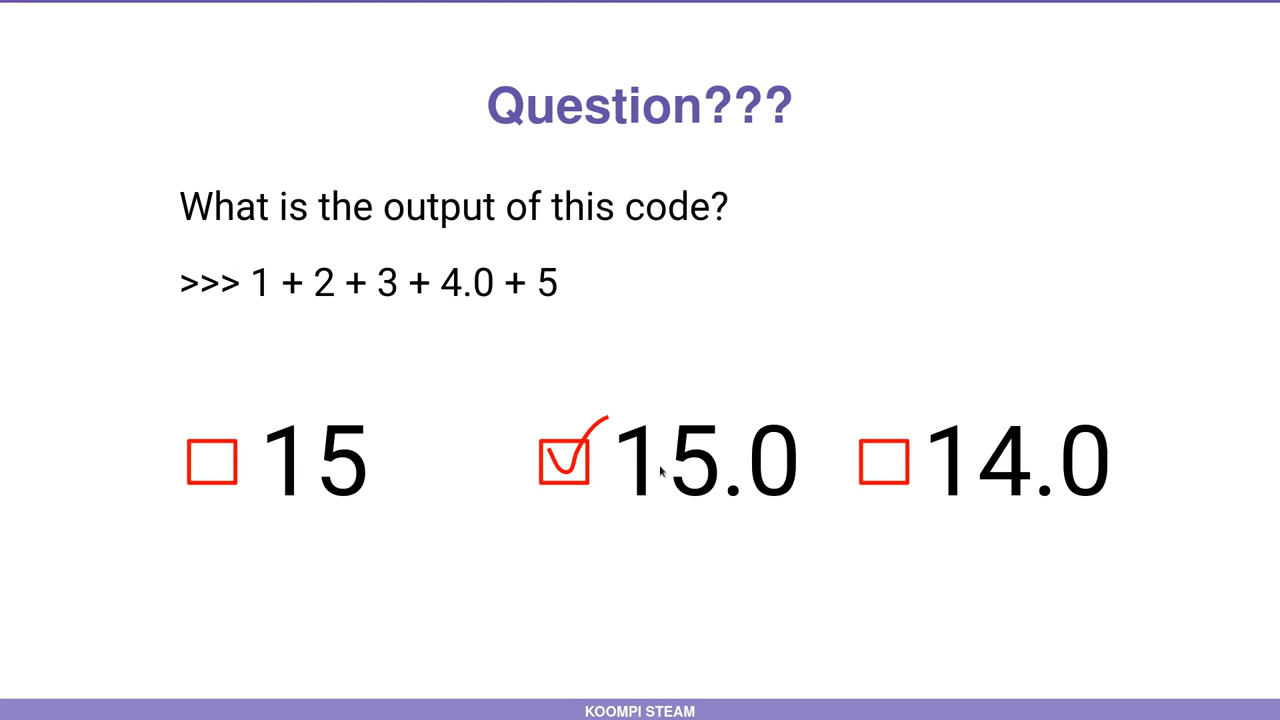 Question???
What is the output of this code?
>>> 1 + 2 + 3 + 4.0 + 5
15 15.0 14.0
KOOMPI STEAM